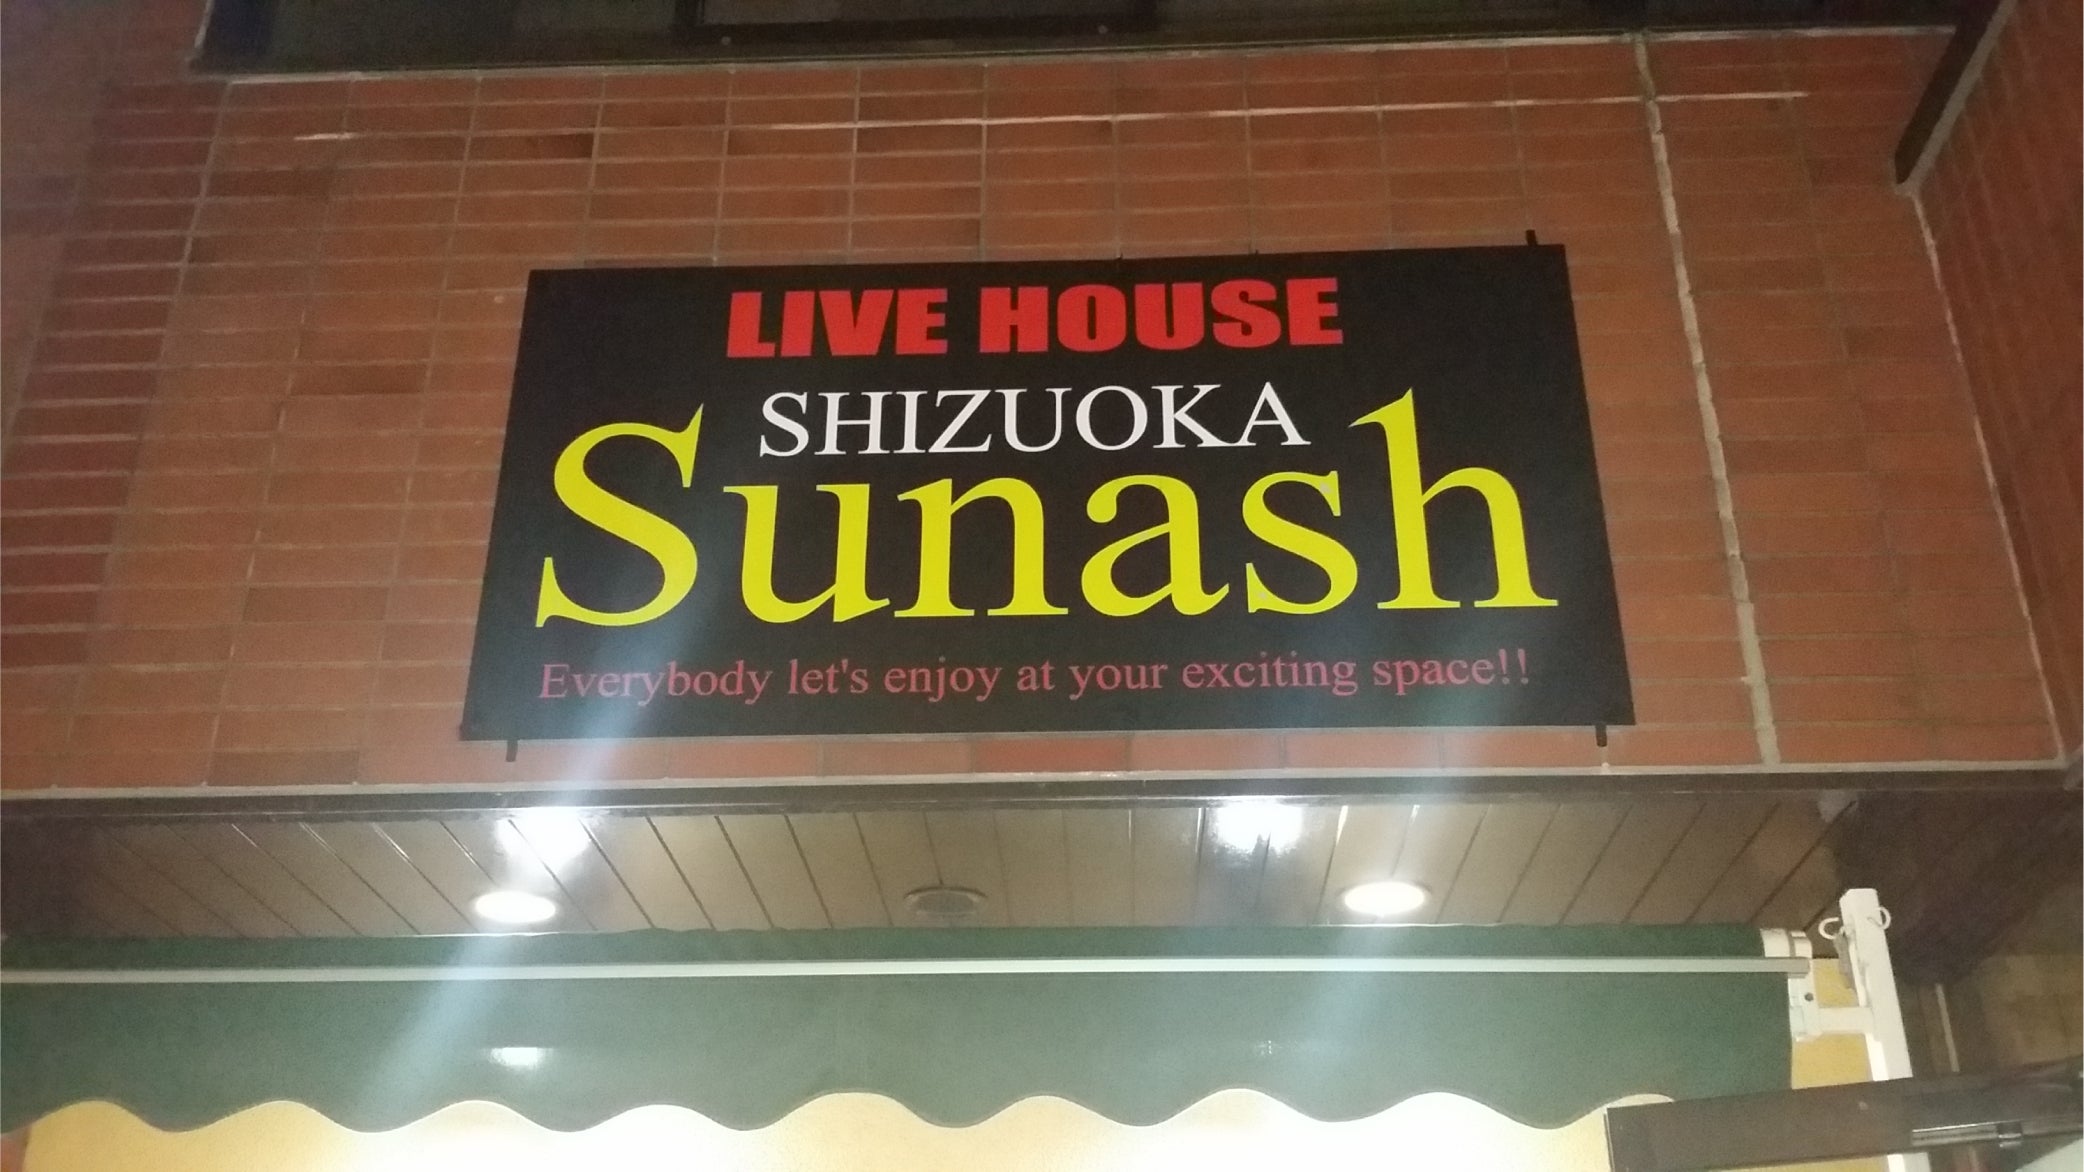 LIVE HOUSE
SHIZUOKA
Sunash
Everybody let's enjoy at your exciting space!!